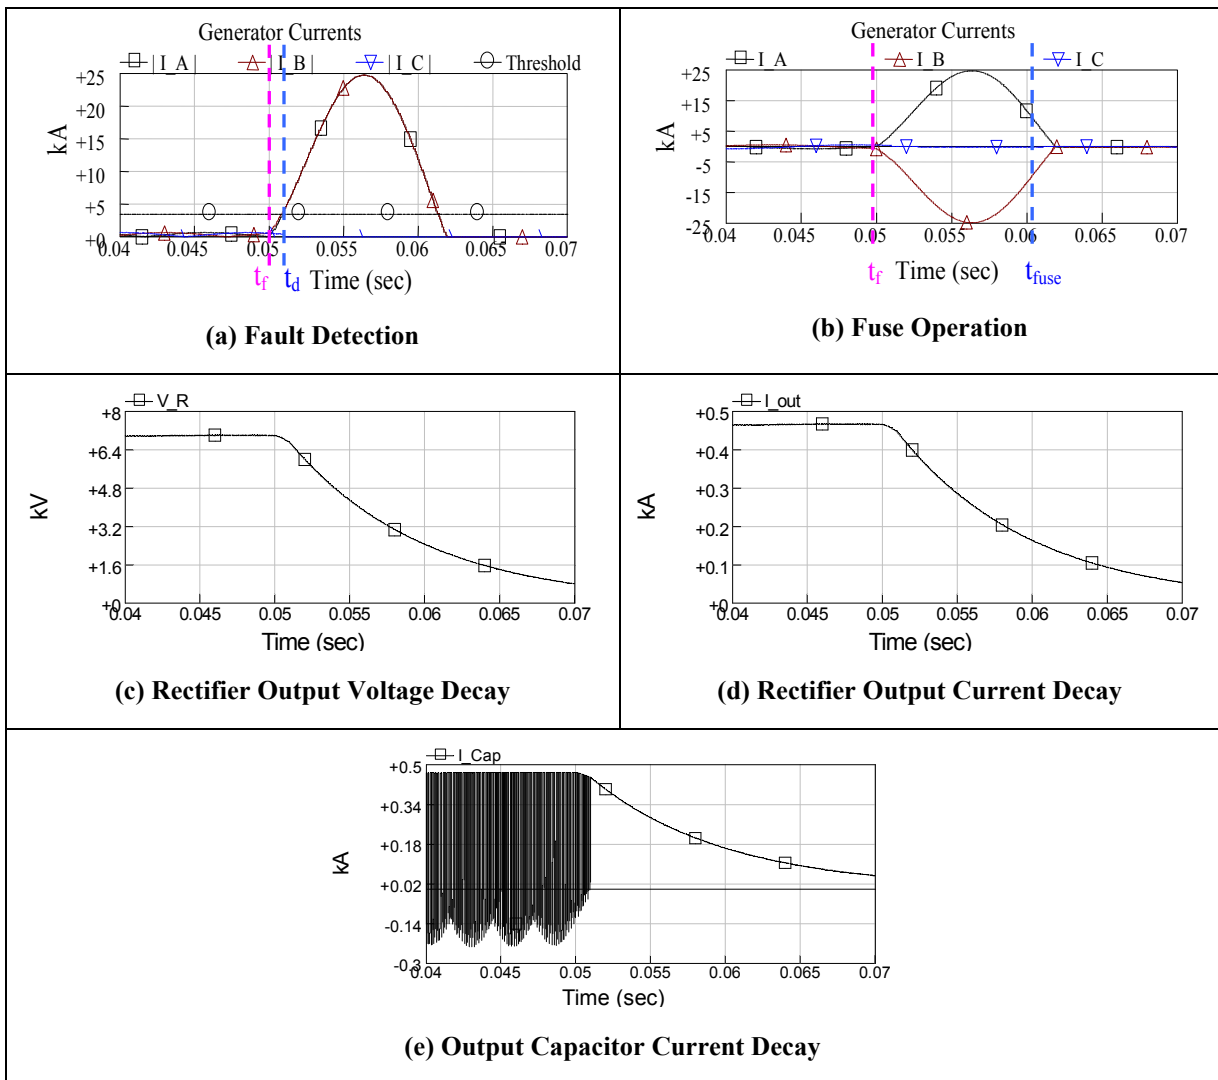 Generator Currents
|I_A| |I_B| |I_C| Threshold
+25
+15
+10
+5
+0
kA
0.04 0.045 0.05 0.055 0.06 0.065 0.07
t_f t_d Time (sec)
(a) Fault Detection
Generator Currents
I_A I_B I_C
+25
+15
+5
-5
-15
-25
kA
0.04 0.045 0.05 0.055 0.06 0.065 0.07
t_f Time (sec) t_fuse
(b) Fuse Operation
V_R
+8
+6.4
+4.8
+3.2
+1.6
+0
kV
0.04 0.045 0.05 0.055 0.06 0.065 0.07
Time (sec)
(c) Rectifier Output Voltage Decay
I_out
+0.5
+0.4
+0.3
+0.2
+0.1
+0
kA
0.04 0.045 0.05 0.055 0.06 0.065 0.07
Time (sec)
(d) Rectifier Output Current Decay
I_Cap
+0.5
+0.34
+0.18
+0.02
-0.14
-0.3
kA
0.04 0.045 0.05 0.055 0.06 0.065 0.07
Time (sec)
(e) Output Capacitor Current Decay